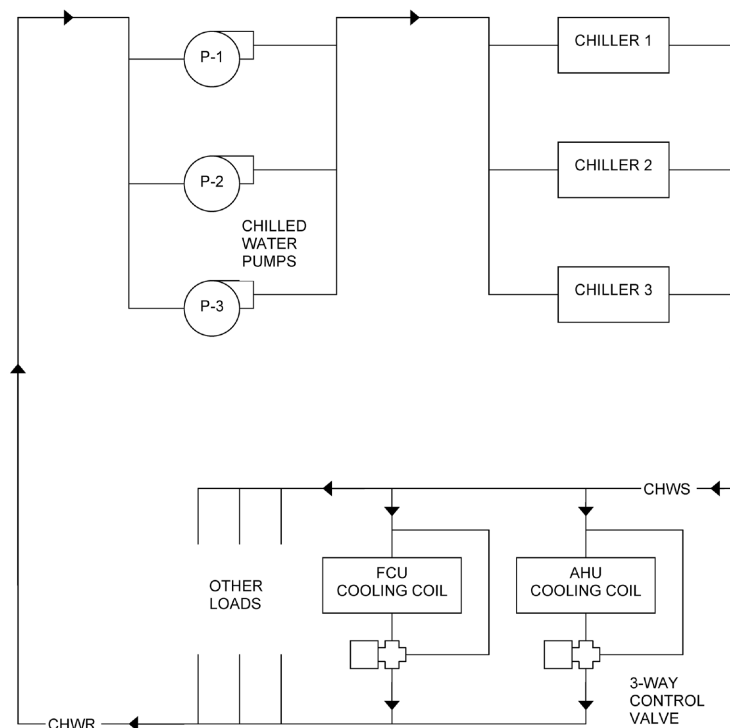 P-1
CHILLER 1
P-2
CHILLER 2
CHILLED
WATER
PUMPS
P-3
CHILLER 3
CHWS
FCU
COOLING COIL
AHU
COOLING COIL
OTHER
LOADS
3-WAY
CONTROL
VALVE
CHWR